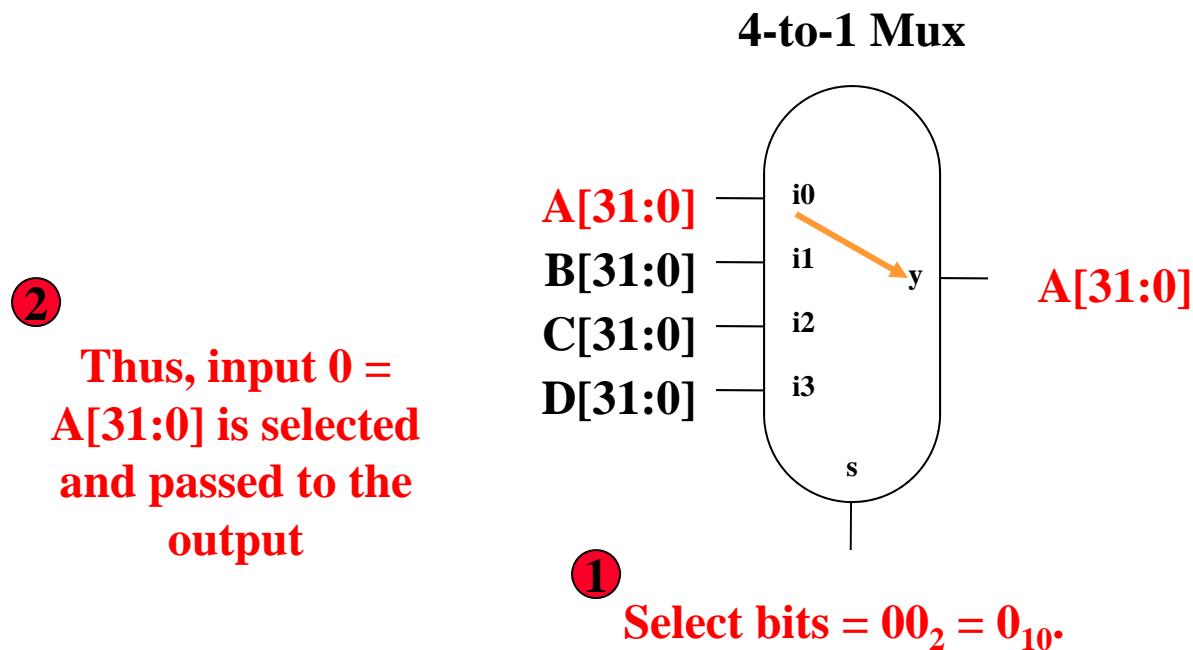 4-to-1 Mux
A[31:0]
B[31:0]
C[31:0]
D[31:0]
i0
i1
i2
i3
y
s
A[31:0]
1
Select bits = 00₂ = 0₁₀.
2
Thus, input 0 =
A[31:0] is selected
and passed to the
output